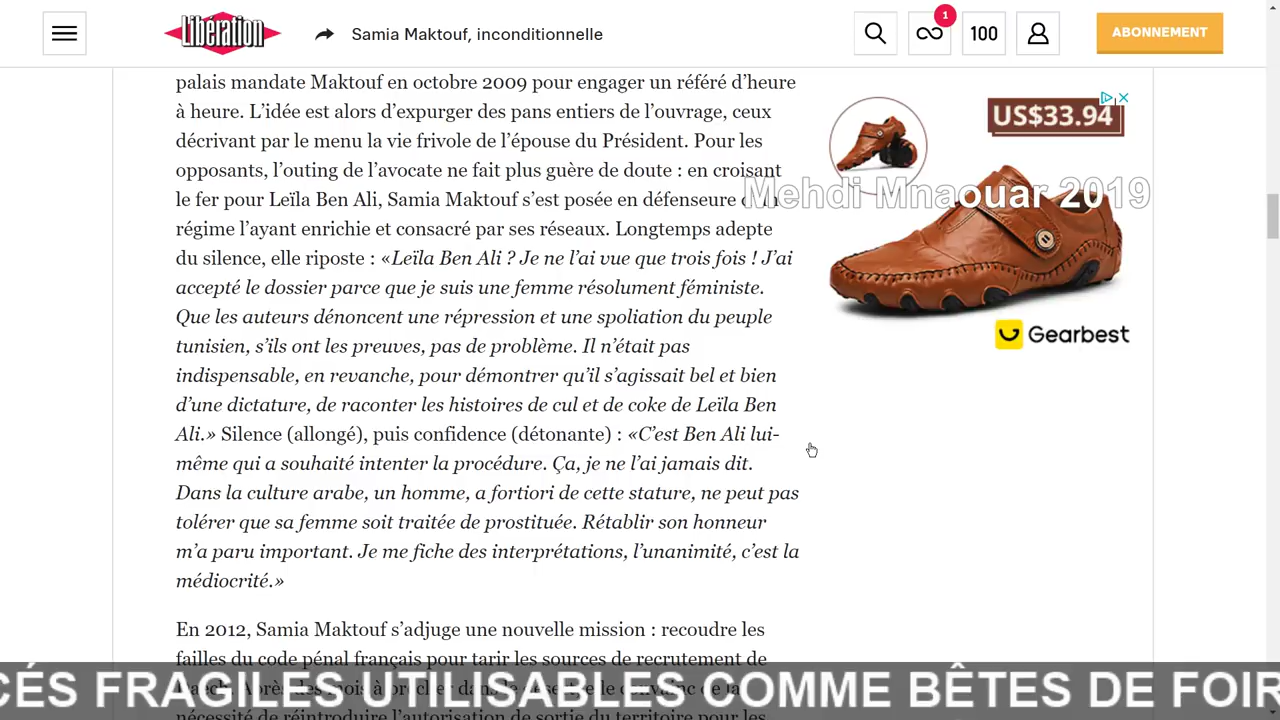 Libération
Samia Maktouf, inconditionnelle
1
100
ABONNEMENT
palais mandate Maktouf en octobre 2009 pour engager un référé d’heure
à heure. L’idée est alors d’expurger des pans entiers de l’ouvrage, ceux
décrivant par le menu la vie frivole de l’épouse du Président. Pour les
opposants, l’outing de l’avocate ne fait plus guère de doute : en croisant
le fer pour Leïla Ben Ali, Samia Maktouf s’est posée en défenseure
régime l’ayant enrichie et consacré par ses réseaux. Longtemps adepte
du silence, elle riposte : «Leïla Ben Ali ? Je ne l’ai vue que trois fois ! J’ai
accepté le dossier parce que je suis une femme résolument féministe.
Que les auteurs dénoncent une répression et une spoliation du peuple
tunisien, s’ils ont les preuves, pas de problème. Il n’était pas
indispensable, en revanche, pour démontrer qu’il s’agissait bel et bien
d’une dictature, de raconter les histoires de cul et de coke de Leïla Ben
Ali.» Silence (allongé), puis confidence (détonante) : «C’est Ben Ali lui-
même qui a souhaité intenter la procédure. Ça, je ne l’ai jamais dit.
Dans la culture arabe, un homme, a fortiori de cette stature, ne peut pas
tolérer que sa femme soit traitée de prostituée. Rétablir son honneur
m’a paru important. Je me fiche des interprétations, l’unanimité, c’est la
médiocrité.»
En 2012, Samia Maktouf s’adjuge une nouvelle mission : recoudre les
failles du code pénal français pour tarir les sources de recrutement de
nécessité de réintroduire l’autorisation de sortie du territoire pour les
US$33.94
Mehdi Mnaouar 2019
Gearbest
CÉS FRAGILES UTILISABLES COMME BÊTES DE FOIR